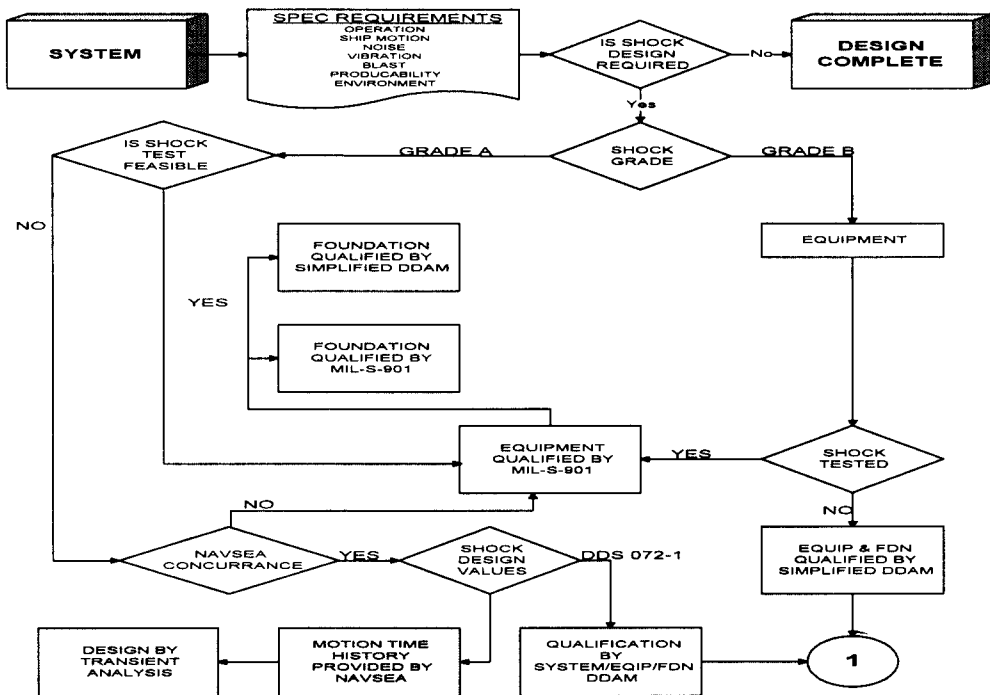 SYSTEM
SPEC REQUIREMENTS
OPERATION
SHIP MOTION
NOISE
VIBRATION
BLAST
PRODUCABILITY
ENVIRONMENT
IS SHOCK
DESIGN
REQUIRED
No
DESIGN
COMPLETE
Yes
IS SHOCK
TEST
FEASIBLE
GRADE A
SHOCK
GRADE
GRADE B
NO
FOUNDATION
QUALIFIED BY
SIMPLIFIED DDAM
EQUIPMENT
YES
FOUNDATION
QUALIFIED BY
MIL-S-901
EQUIPMENT
QUALIFIED BY
MIL-S-901
YES
SHOCK
TESTED
NO
NO
NAVSEA
CONCURRANCE
YES
SHOCK
DESIGN
VALUES
DDS 072-1
EQUIP & FDN
QUALIFIED BY
SIMPLIFIED DDAM
DESIGN BY
TRANSIENT
ANALYSIS
MOTION TIME
HISTORY
PROVIDED BY
NAVSEA
QUALIFICATION
BY
SYSTEM/EQIP/FDN
DDAM
1